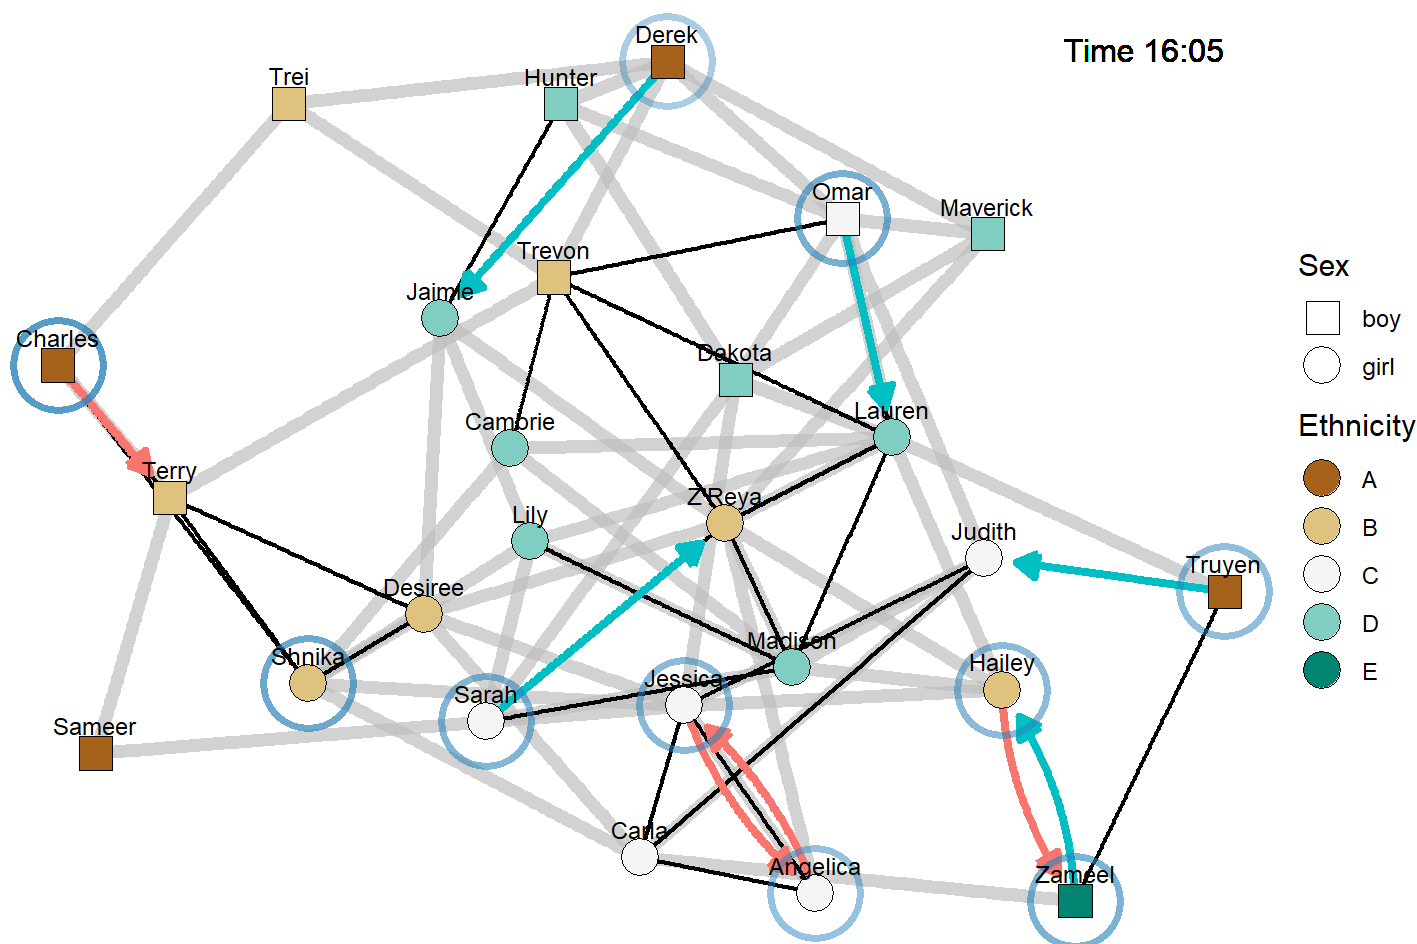 Derek
Time 16:05
Trei
Hunter
Omar
Maverick
Trevon
Sex
Jaimie
boy
Charles
Dakota
girl
Camorie
Lauren
Ethnicity
Terry
A
Z'Reya
Lily
B
Judith
Truyen
C
Desiree
D
Madison
Shnika
Hailey
E
Jessica
Sarah
Sameer
Carla
Angelica
Zameel